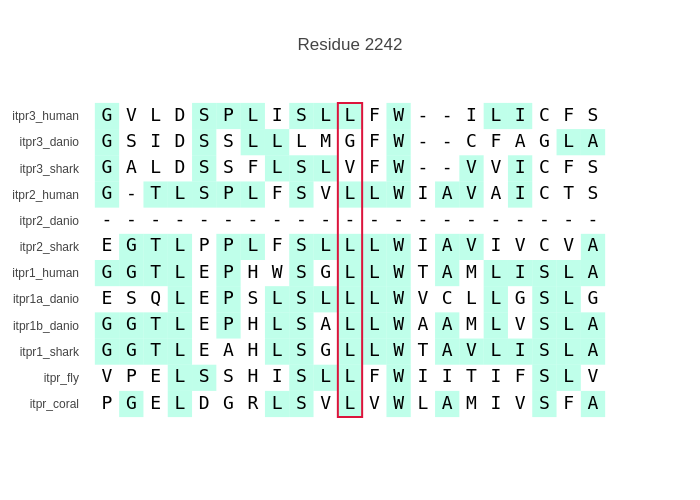 Residue 2242
itpr3_human G V L D S P L I S L L F W - - I L I C F S
itpr3_danio G S I D S S L L L M G F W - - C F A G L A
itpr3_shark G A L D S S F L S L V F W - - V V I C F S
itpr2_human G - T L S P L F S V L L W I A V A I C T S
itpr2_danio - - - - - - - - - - - - - - - - - - - - -
itpr2_shark E G T L P P L F S L L L W I A V I V C V A
itpr1_human G G T L E P H W S G L L W T A M L I S L A
itpr1a_danio E S Q L E P S L S L L L W V C L L G S L G
itpr1b_danio G G T L E P H L S A L L W A A M L V S L A
itpr1_shark G G T L E A H L S G L L W T A V L I S L A
itpr_fly V P E L S S H I S L L F W I I T I F S L V
itpr_coral P G E L D G R L S V L V W L A M I V S F A